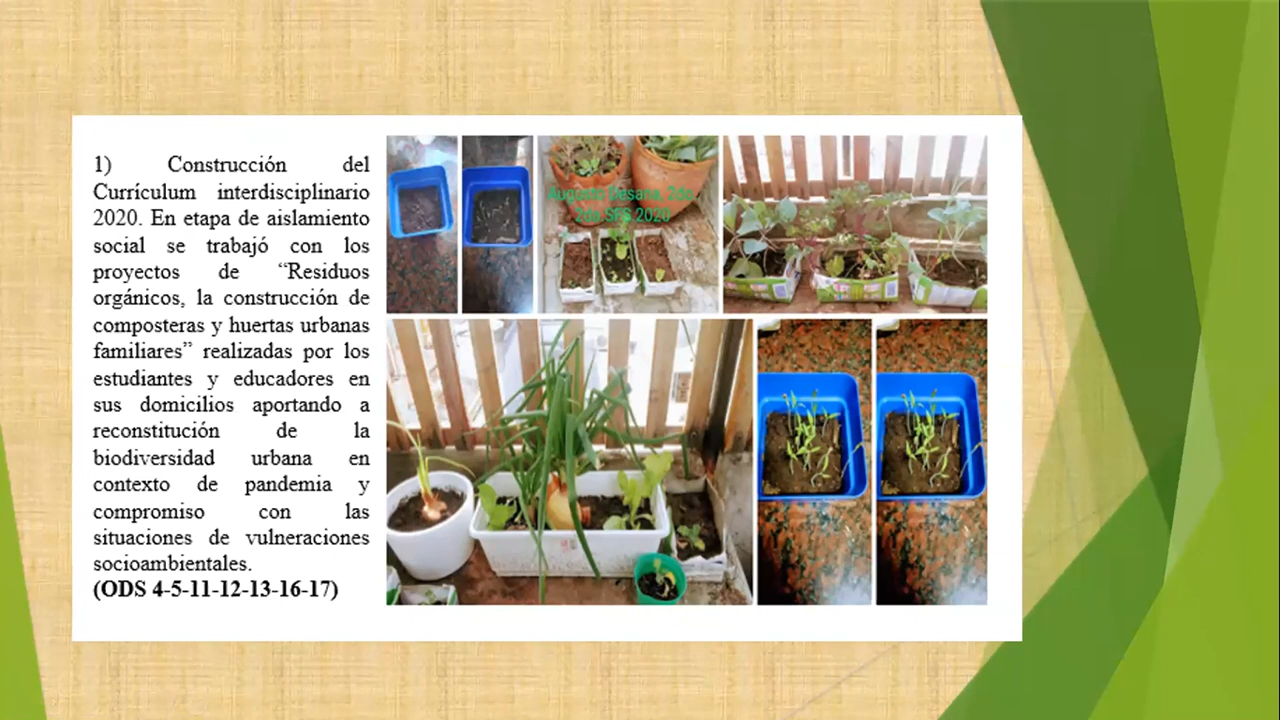 1) Construcción del
Currículum interdisciplinario
2020. En etapa de aislamiento
social se trabajó con los
proyectos de “Residuos
orgánicos, la construcción de
composteras y huertas urbanas
familiares” realizadas por los
estudiantes y educadores en
sus domicilios aportando a
reconstitución de la
biodiversidad urbana en
contexto de pandemia y
compromiso con las
situaciones de vulneraciones
socioambientales.
(ODS 4-5-11-12-13-16-17)
Augusto Desana, 2do.
2da.SFS 2020